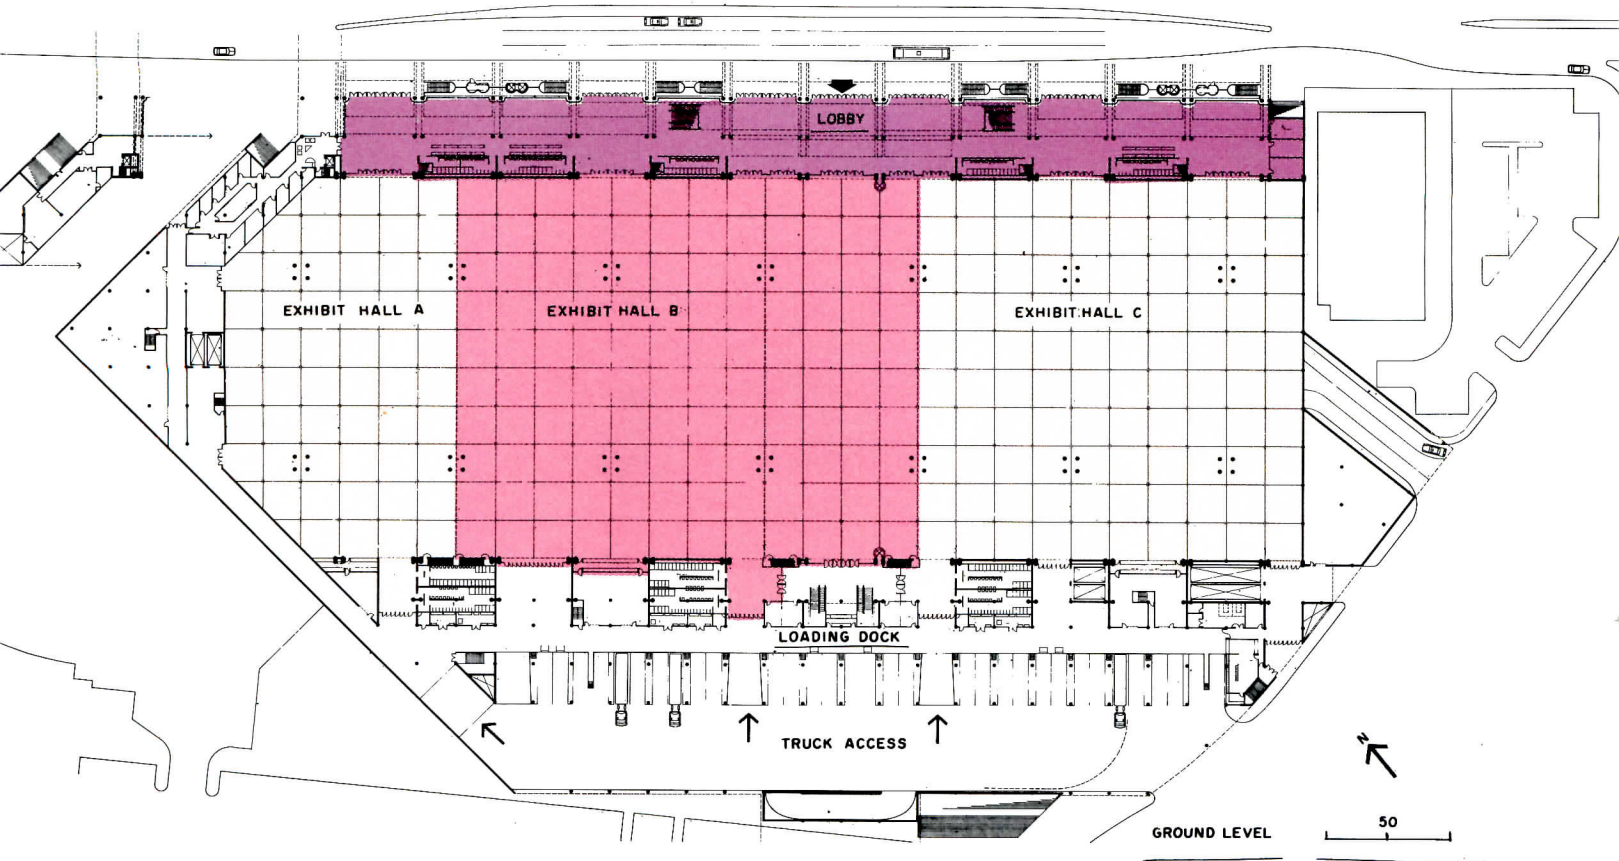 LOBBY
EXHIBIT HALL A
EXHIBIT HALL B
EXHIBIT HALL C
LOADING DOCK
TRUCK ACCESS
N
GROUND LEVEL
50